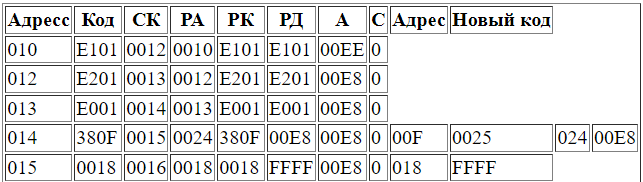 Адресс Код СК РА РК РД А С Адрес Новый код
010 E101 0012 0010 E101 E101 00EE 0
012 E201 0013 0012 E201 E201 00E8 0
013 E001 0014 0013 E001 E001 00E8 0
014 380F 0015 0024 380F 00E8 00E8 0 00F 0025 024 00E8
015 0018 0016 0018 0018 FFFF 00E8 0 018 FFFF